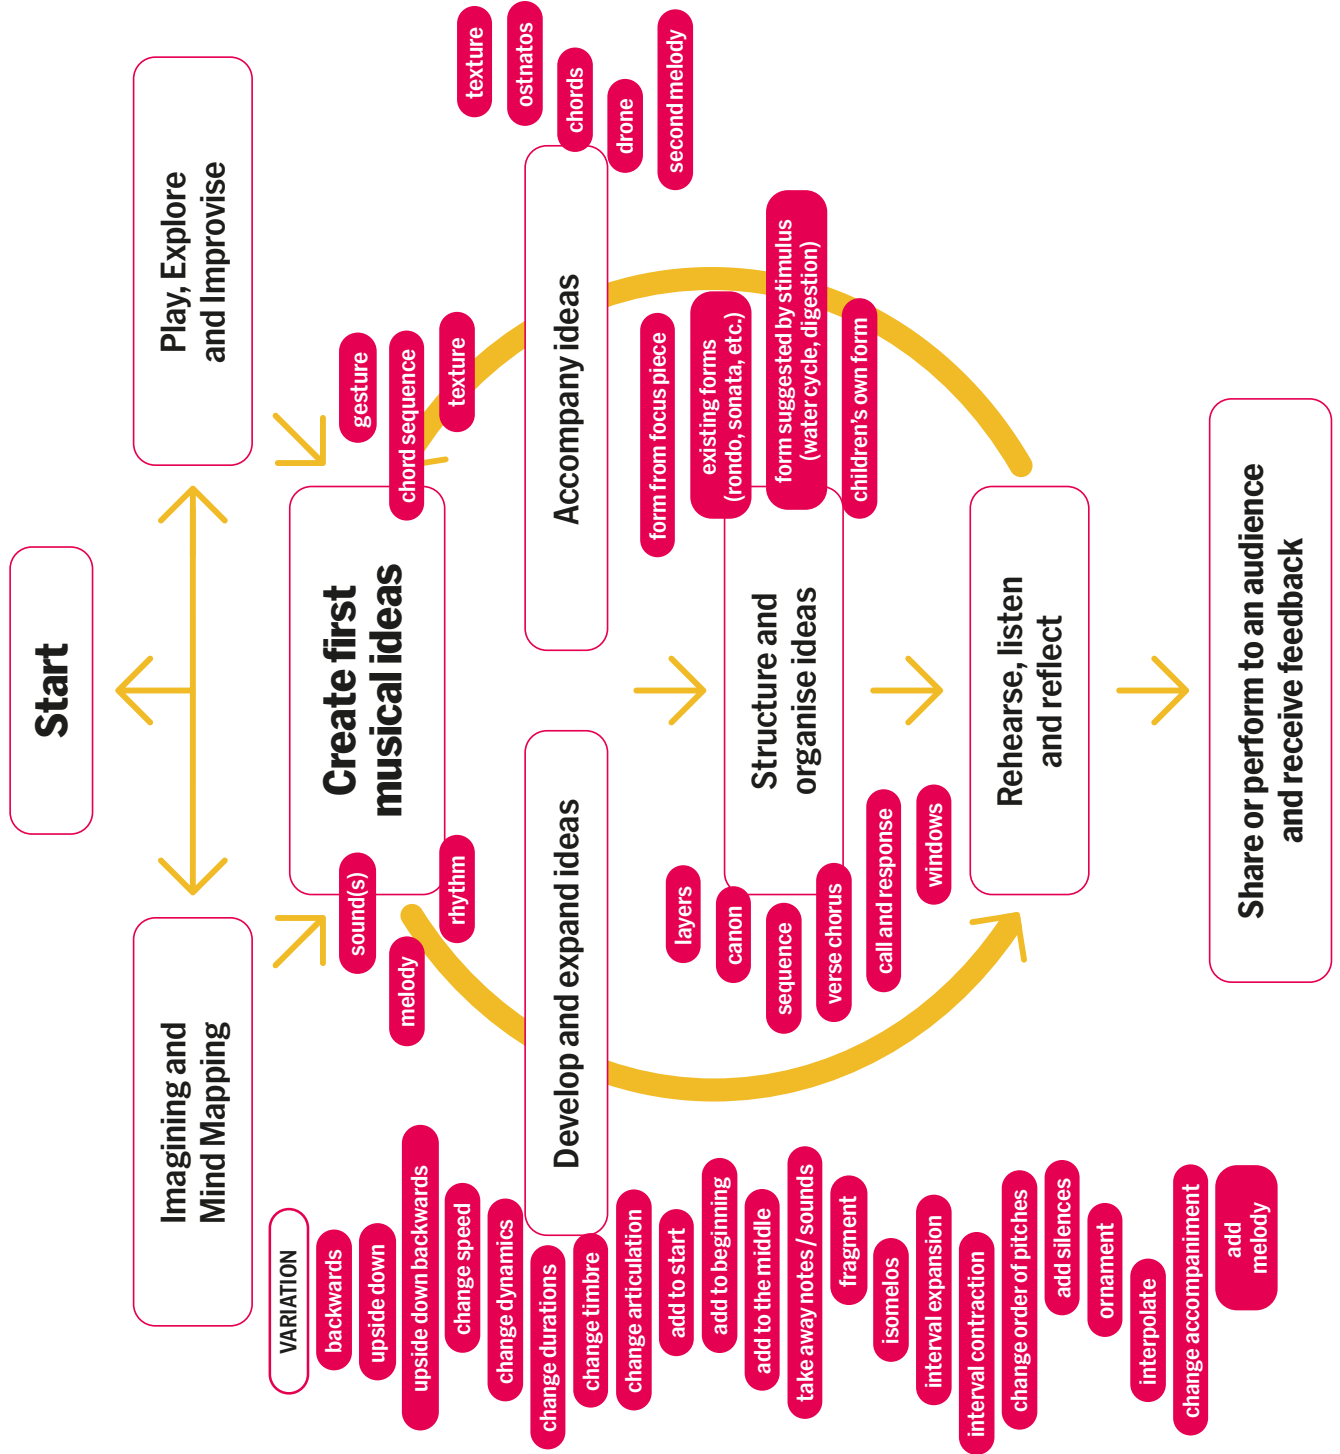 Start
Imagining and
Mind Mapping
Play, Explore
and Improvise
Create first
musical ideas
sound(s)
melody
rhythm
gesture
chord sequence
texture
Develop and expand ideas
Accompany ideas
texture
ostnatos
chords
drone
second melody
VARIATION
backwards
upside down
upside down backwards
change speed
change dynamics
change durations
change timbre
change articulation
add to start
add to beginning
add to the middle
take away notes / sounds
fragment
isomelos
interval expansion
interval contraction
change order of pitches
add silences
ornament
interpolate
change accompaniment
add
melody
Structure and
organise ideas
layers
canon
sequence
verse chorus
call and response
windows
form from focus piece
existing forms
(rondo, sonata, etc.)
form suggested by stimulus
(water cycle, digestion)
children’s own form
Rehearse, listen
and reflect
Share or perform to an audience
and receive feedback